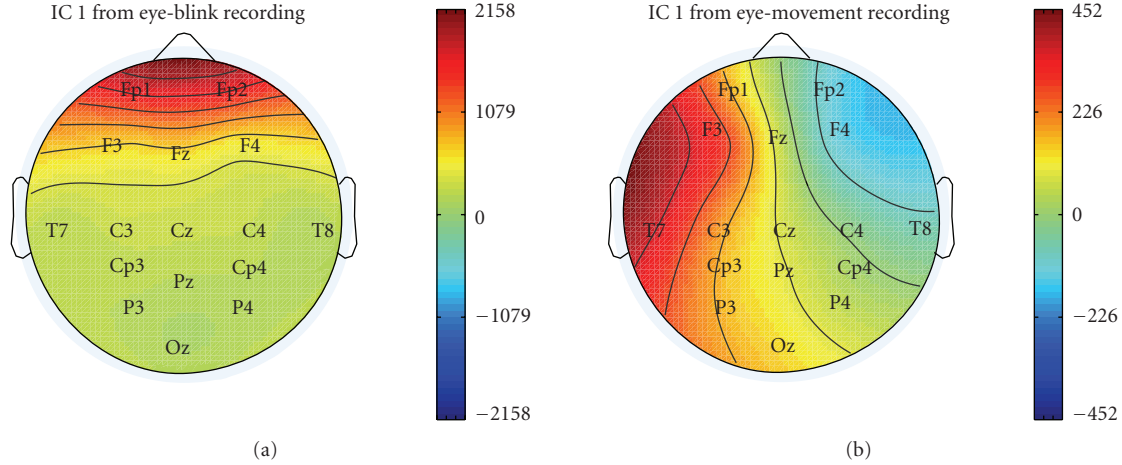 IC 1 from eye-blink recording
2158
1079
0
−1079
−2158
Fp1 Fp2
F3 Fz F4
T7 C3 Cz C4 T8
Cp3 Pz Cp4
P3 P4
Oz
(a)
IC 1 from eye-movement recording
452
226
0
−226
−452
Fp1 Fp2
F3 Fz F4
T7 C3 Cz C4 T8
Cp3 Pz Cp4
P3 P4
Oz
(b)